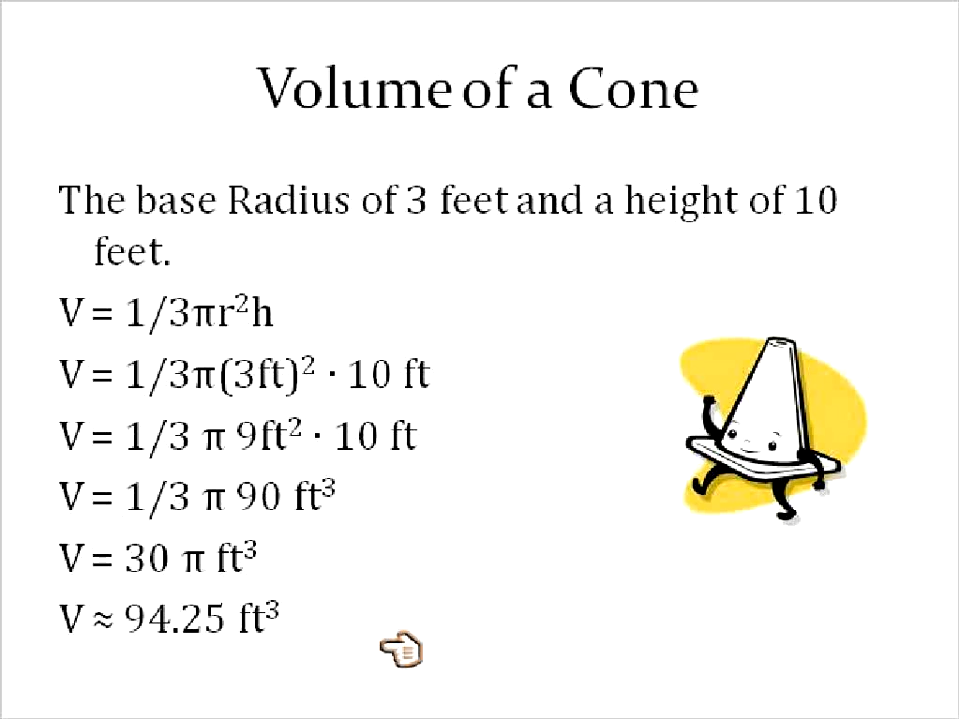 Volume of a Cone
The base Radius of 3 feet and a height of 10
feet.
V = 1/3πr²h
V = 1/3π(3ft)² · 10 ft
V = 1/3 π 9ft² · 10 ft
V = 1/3 π 90 ft³
V = 30 π ft³
V ≈ 94.25 ft³